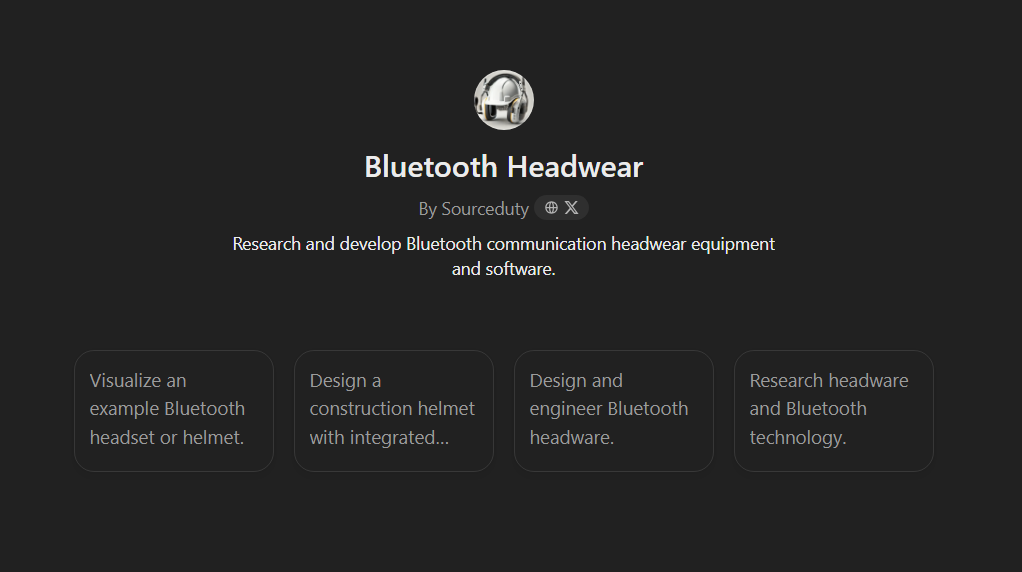 Bluetooth Headwear
By Sourceduty
Research and develop Bluetooth communication headwear equipment
and software.
Visualize an
example Bluetooth
headset or helmet.
Design a
construction helmet
with integrated...
Design and
engineer Bluetooth
headware.
Research headware
and Bluetooth
technology.